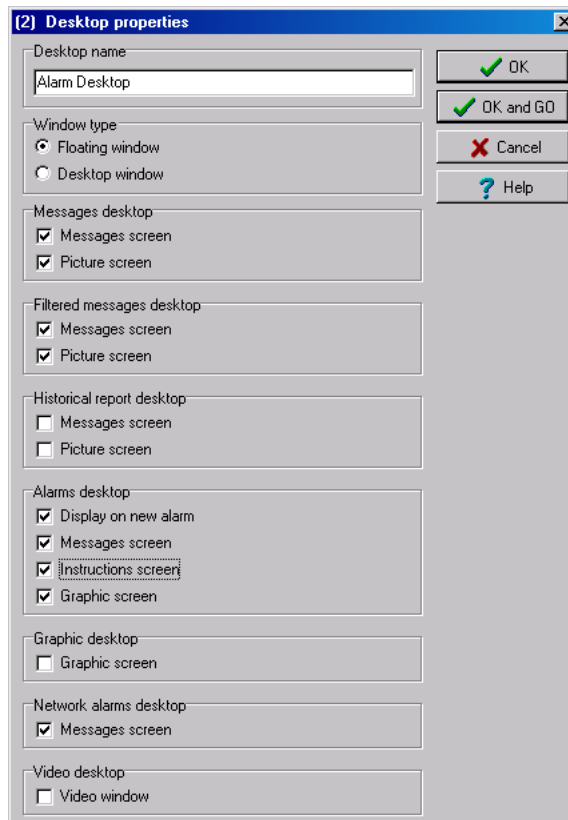 (2) Desktop properties
Desktop name
Alarm Desktop
OK
OK and GO
Cancel
Help
Window type
Floating window
Desktop window
Messages desktop
Messages screen
Picture screen
Filtered messages desktop
Messages screen
Picture screen
Historical report desktop
Messages screen
Picture screen
Alarms desktop
Display on new alarm
Messages screen
Instructions screen
Graphic screen
Graphic desktop
Graphic screen
Network alarms desktop
Messages screen
Video desktop
Video window